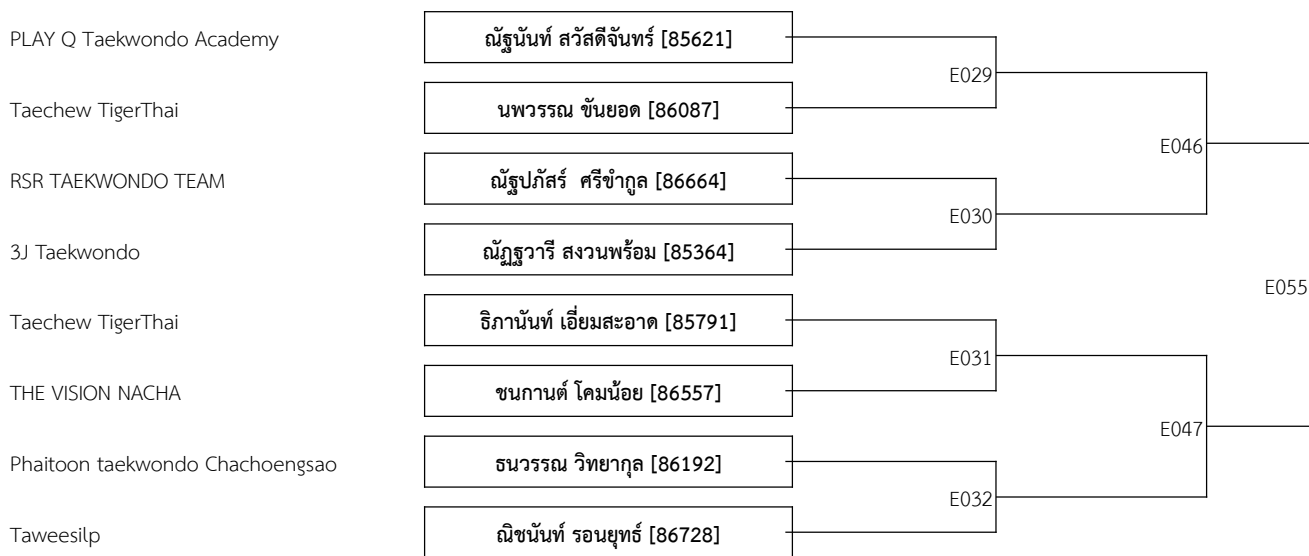 PLAY Q Taekwondo Academy ณัฐนันท์ สวัสดีจันทร์ [85621]
E029
Taechew TigerThai นพวรรณ ขันยอด [86087]
E046
RSR TAEKWONDO TEAM ณัฐปภัสร์ ศรีขำกูล [86664]
E030
3J Taekwondo ณัฏฐวารี สงวนพร้อม [85364]
E055
Taechew TigerThai ธิภานันท์ เอี่ยมสะอาด [85791]
E031
THE VISION NACHA ชนกานต์ โคมน้อย [86557]
E047
Phaitoon taekwondo Chachoengsao ธนวรรณ วิทยากุล [86192]
E032
Taweesilp ณิชนันท์ รอนยุทธ์ [86728]